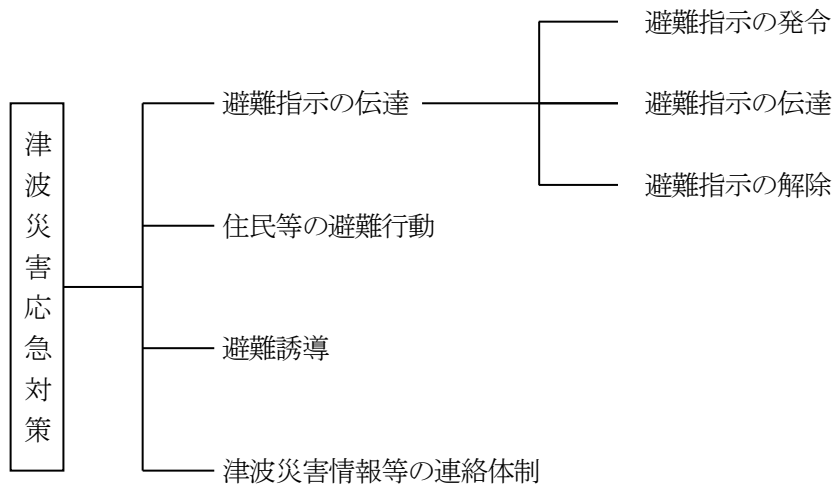 津波災害応急対策
避難指示の伝達
避難指示の発令
避難指示の伝達
避難指示の解除
住民等の避難行動
避難誘導
津波災害情報等の連絡体制